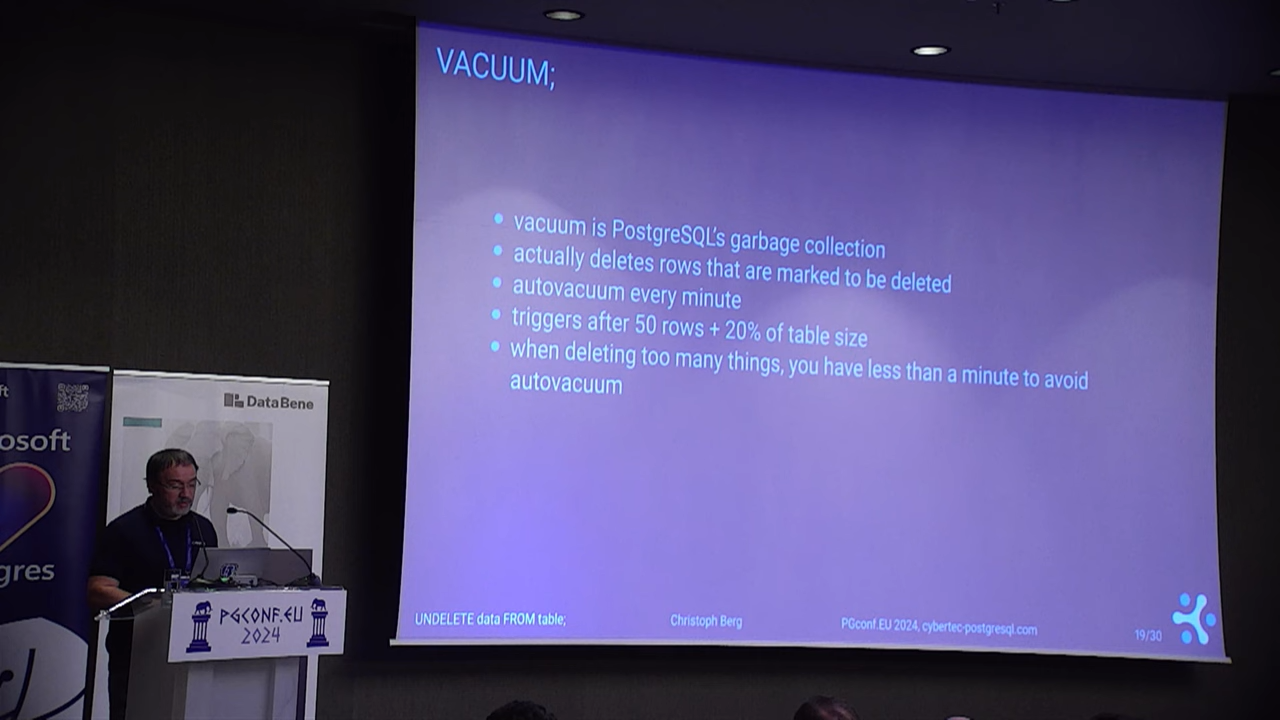 VACUUM;
vacuum is PostgreSQL's garbage collection
actually deletes rows that are marked to be deleted
autovacuum every minute
triggers after 50 rows + 20% of table size
when deleting too many things, you have less than a minute to avoid
autovacuum
UNDELETE data FROM table;
Christoph Berg
PGconf.EU 2024, cybertec-postgresql.com
19/30
DataBene
osoft
gres
PGCONF.EU
2024